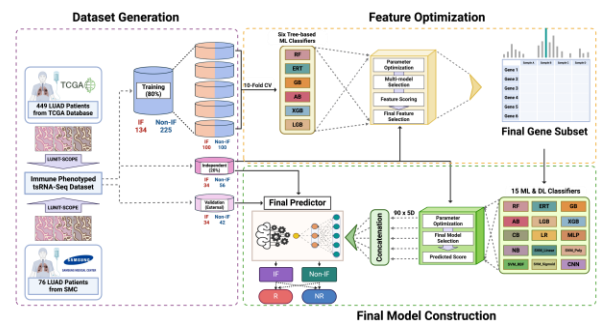 Dataset Generation
Feature Optimization
TCGA
449 LUAD Patients
from TCGA Database
LUNIT-SCOPE
Immune Phenotyped
tsRNA-Seq Dataset
LUNIT-SCOPE
SAMSUNG
SAMSUNG MEDICAL CENTER
76 LUAD Patients
from SMC
Training
(80%)
IF
134
Non-IF
225
IF
100
Non-IF
100
Independent
(20%)
IF
34
Non-IF
56
Validation
(External)
IF
34
Non-IF
42
10-Fold CV
Six Tree-based
ML Classifiers
RF
ERT
GB
AB
XGB
LGB
Parameter
Optimization
Multi-model
Selection
Feature Scoring
Final Feature
Selection
Gene 1
Gene 2
Gene 3
Gene 4
Gene 5
Gene 6
Final Gene Subset
15 ML & DL Classifiers
RF ERT GB
AB LGB XGB
CB LR MLP
NB SVM_Linear SVM_Poly
SVM_RBF SVM_Sigmoid CNN
Parameter
Optimization
Final Model
Selection
Predicted Score
90 x 5D
Concatenation
Final Predictor
IF
Non-IF
R
NR
Final Model Construction